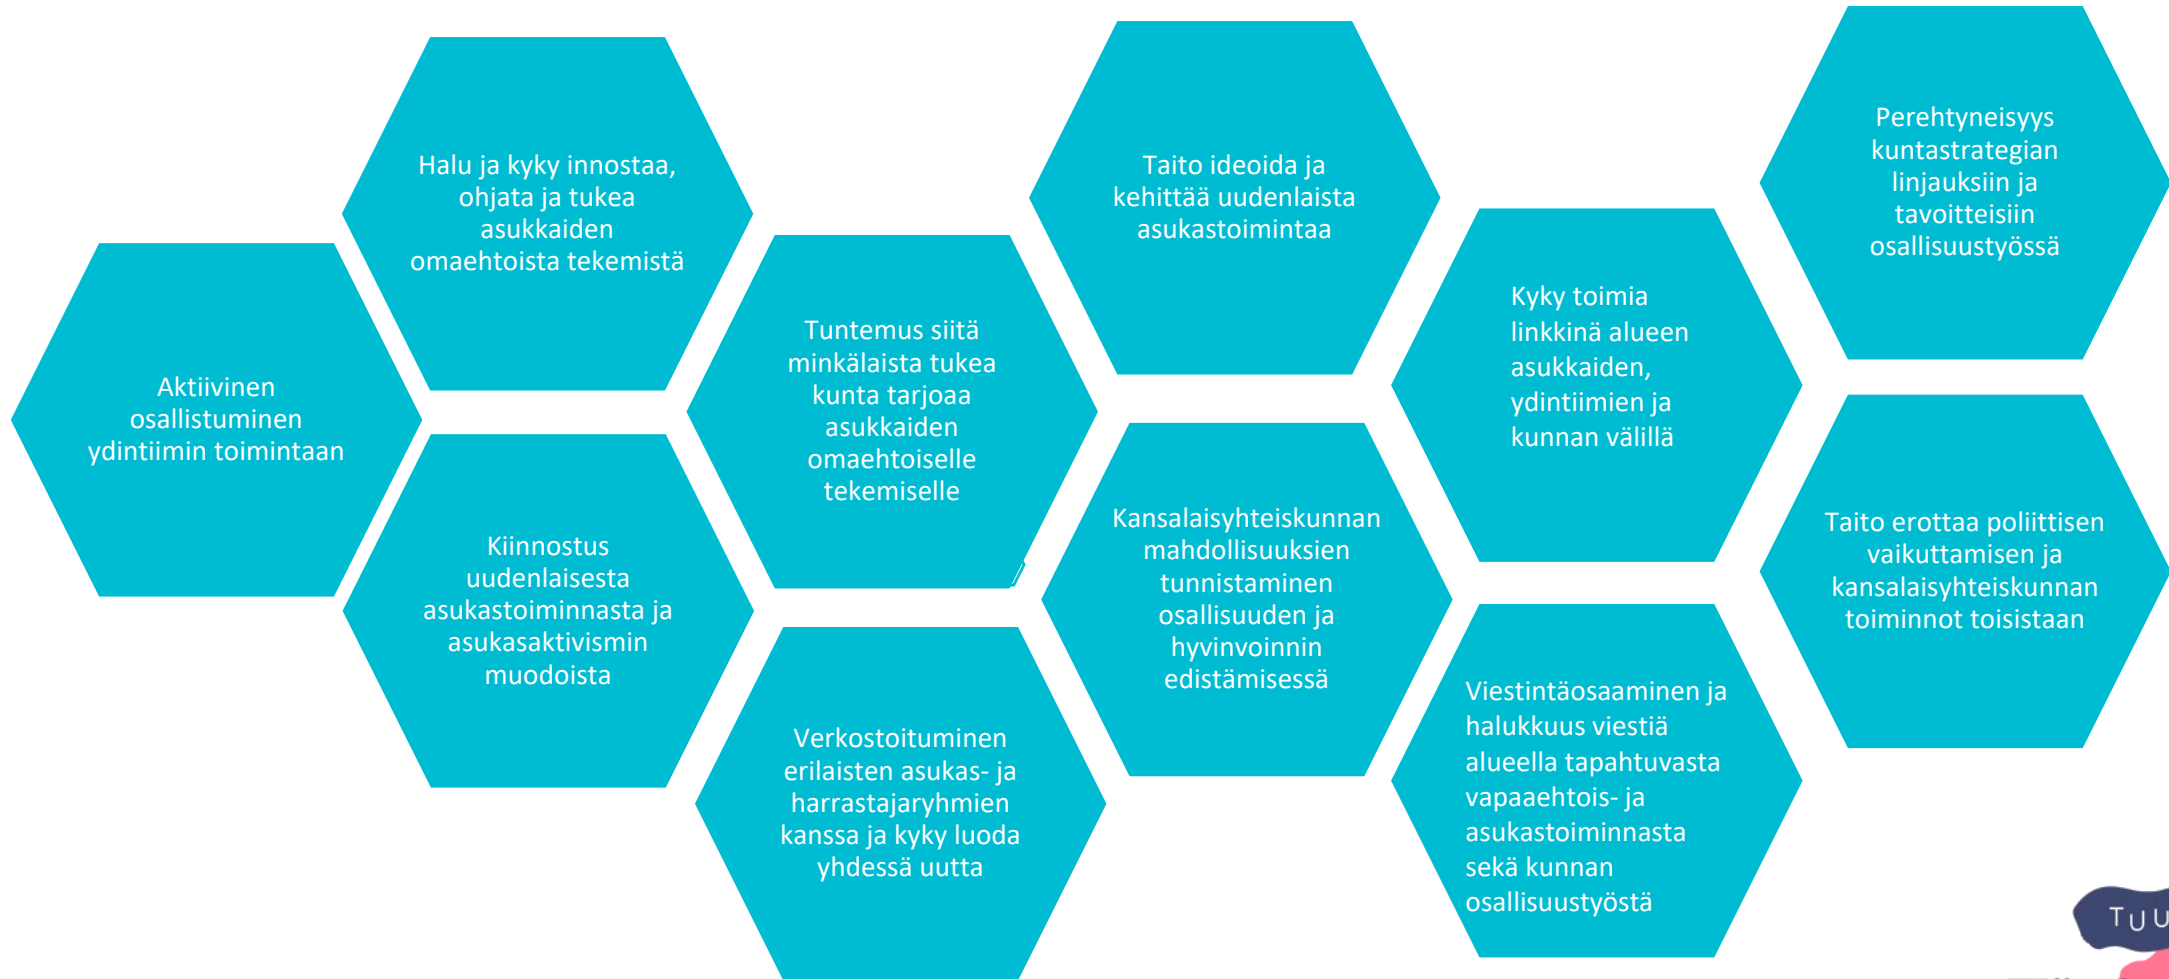 Aktiivinen
osallistuminen
ydintiimin toimintaan
Halu ja kyky innostaa,
ohjata ja tukea
asukkaiden
omaehtoista tekemistä
Kiinnostus
uudenlaisesta
asukastoiminnasta ja
asukasaktivismin
muodoista
Tuntemus siitä
minkälaista tukea
kunta tarjoaa
asukkaiden
omaehtoiselle
tekemiselle
Verkostoituminen
erilaisten asukas- ja
harrastajaryhmien
kanssa ja kyky luoda
yhdessä uutta
Taito ideoida ja
kehittää uudenlaista
asukastoimintaa
Kansalaisyhteiskunnan
mahdollisuuksien
tunnistaminen
osallisuuden ja
hyvinvoinnin
edistämisessä
Kyky toimia
linkkinä alueen
asukkaiden,
ydintiimien ja
kunnan välillä
Viestintäosaaminen ja
halukkuus viestiä
alueella tapahtuvasta
vapaaehtois- ja
asukastoiminnasta
sekä kunnan
osallisuustyöstä
Perehtyneisyys
kuntastrategian
linjauksiin ja
tavoitteisiin
osallisuustyössä
Taito erottaa poliittisen
vaikuttamisen ja
kansalaisyhteiskunnan
toiminnot toisistaan
TUU